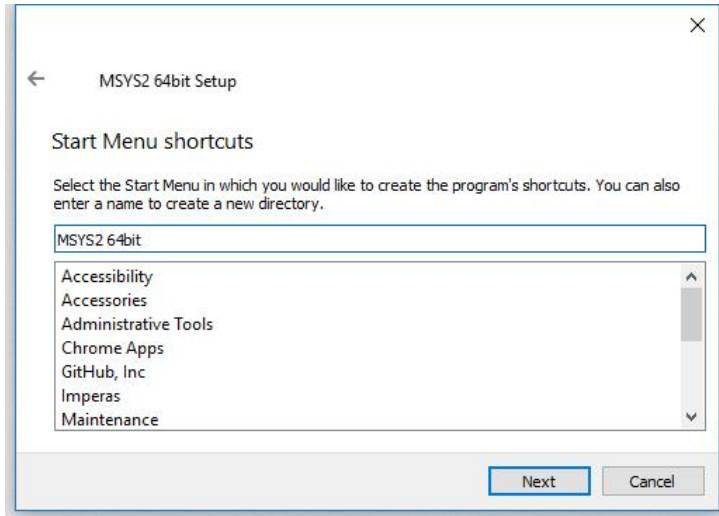 MSYS2 64bit Setup
Start Menu shortcuts
Select the Start Menu in which you would like to create the program's shortcuts. You can also
enter a name to create a new directory.
MSYS2 64bit
Accessibility
Accessories
Administrative Tools
Chrome Apps
GitHub, Inc
Imperas
Maintenance
Next Cancel